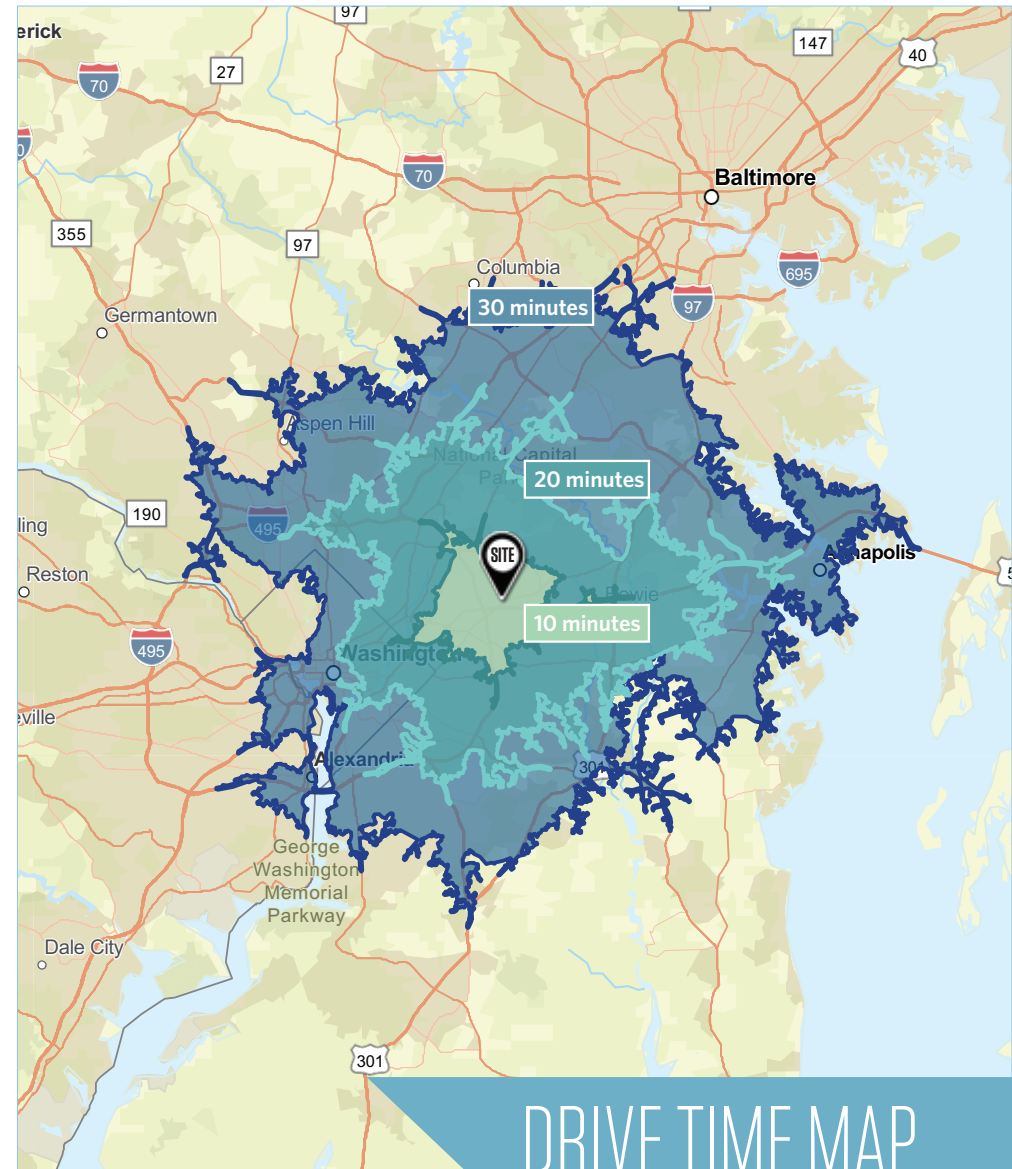 97
erick
147
40
27
70
70
Baltimore
355
97
Columbia
695
30 minutes
97
Germantown
Aspen Hill
National Capital
20 minutes
190
495
ling
SITE
Annapolis
Reston
Bowie
10 minutes
495
Washington
eville
Alexandria
301
George
Washington
Memorial
Parkway
Dale City
301
DRIVE TIME MAP